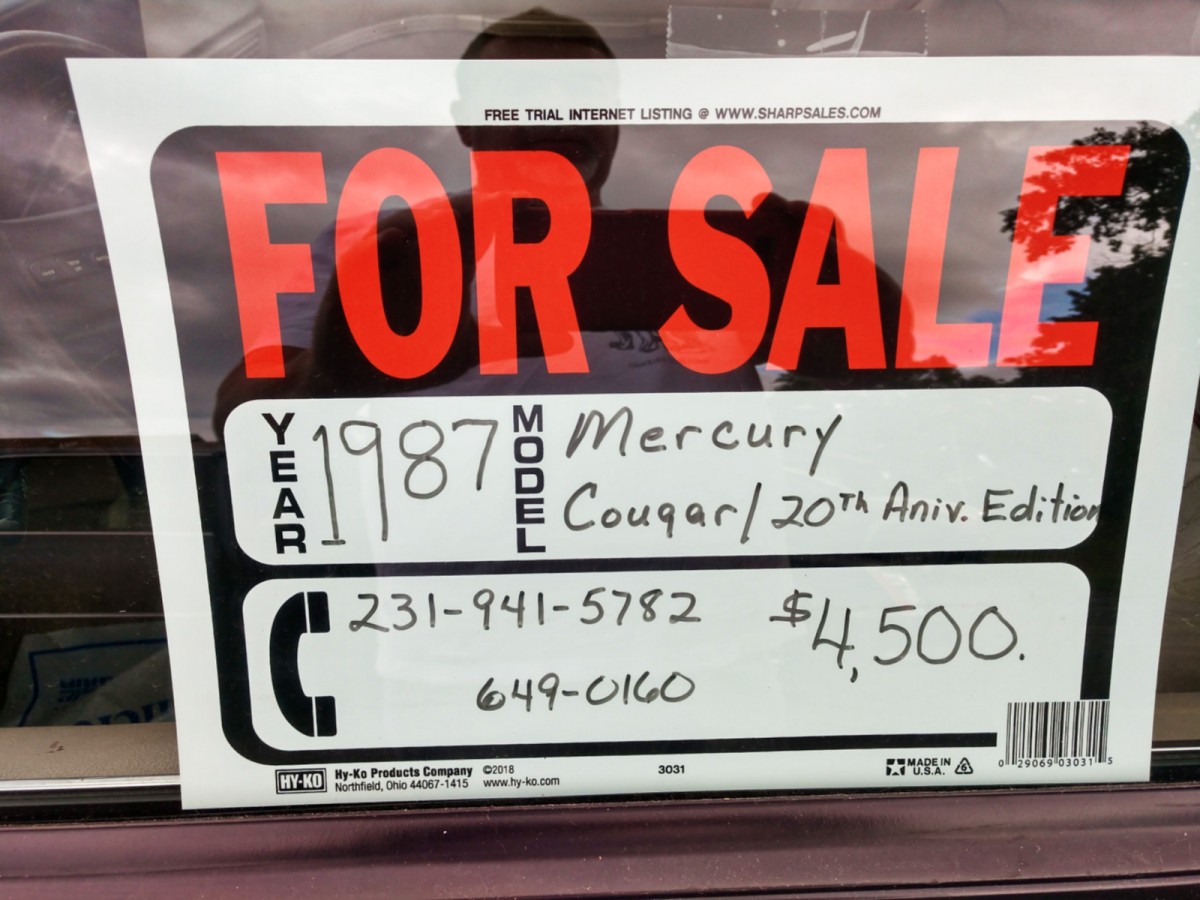 FREE TRIAL INTERNET LISTING @ WWW.SHARPSALES.COM
FOR SALE
YEAR 1987 MODEL Mercury
Cougar/20Th Aniv. Edition
231-941-5782 $4,500.
649-0160
HY-KO Hy-Ko Products Company ©2018 3031 MADE IN
Northfield, Ohio 44067-1415 www.hy-ko.com U.S.A.
0 29069 03031 5